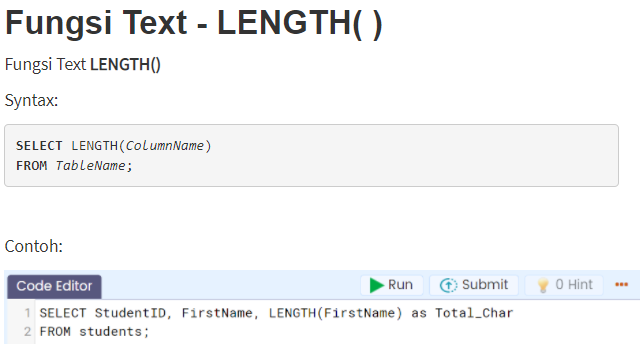 Fungsi Text - LENGTH( )
Fungsi Text LENGTH()
Syntax:
SELECT LENGTH(ColumnName)
FROM TableName;
Contoh:
Code Editor Run Submit 0 Hint
1 SELECT StudentID, FirstName, LENGTH(FirstName) as Total_Char
2 FROM students;